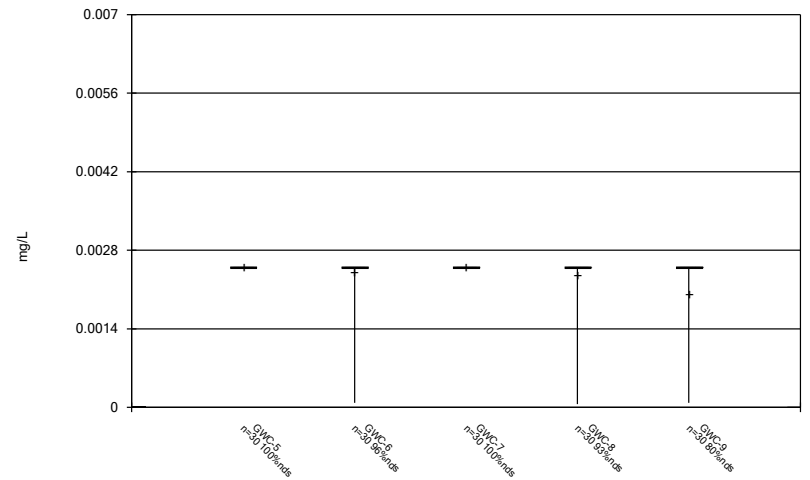 0.007
0.0056
0.0042
mg/L
0.0028
0.0014
0
GWC-5
n=30 100%nds
GWC-6
n=30 96%nds
GWC-7
n=30 100%nds
GWC-8
n=30 93%nds
GWC-9
n=30 80%nds